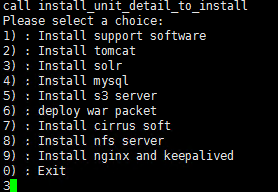 call install_unit_detail_to_install
Please select a choice:
1) : Install support software
2) : Install tomcat
3) : Install solr
4) : Install mysql
5) : Install s3 server
6) : deploy war packet
7) : Install cirrus soft
8) : Install nfs server
9) : Install nginx and keepalived
0) : Exit
3